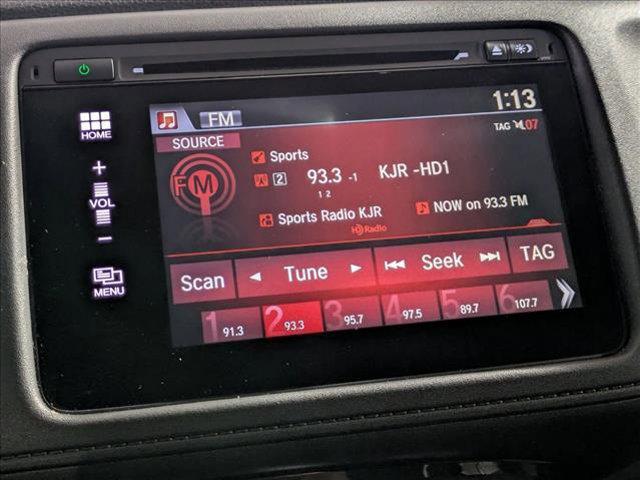 FM
1:13
SOURCE
TAG 07
HOME
Sports
FM
2
93.3 -1
KJR -HD1
1 2
+
VOL
-
Sports Radio KJR
NOW on 93.3 FM
HD Radio
MENU
Scan
Tune
Seek
TAG
1 91.3
2 93.3
3 95.7
4 97.5
5 89.7
6 107.7